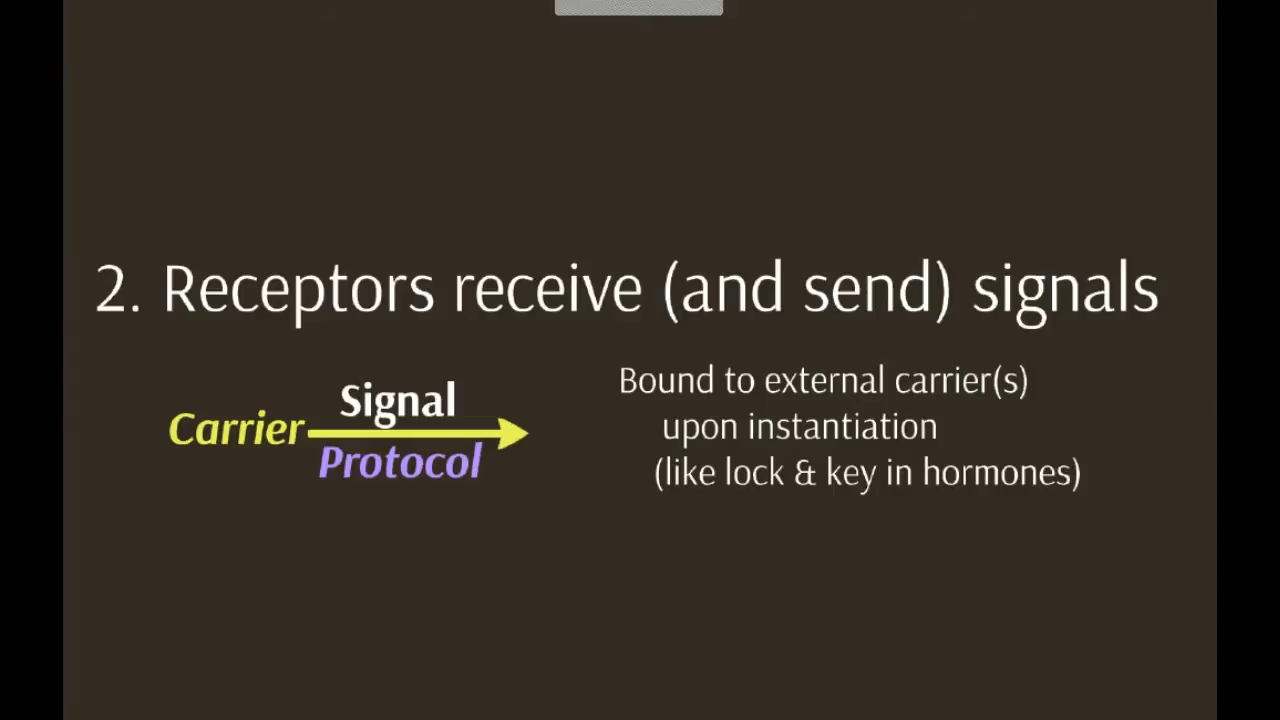 2. Receptors receive (and send) signals
Signal
Carrier
Protocol
Bound to external carrier(s)
upon instantiation
(like lock & key in hormones)